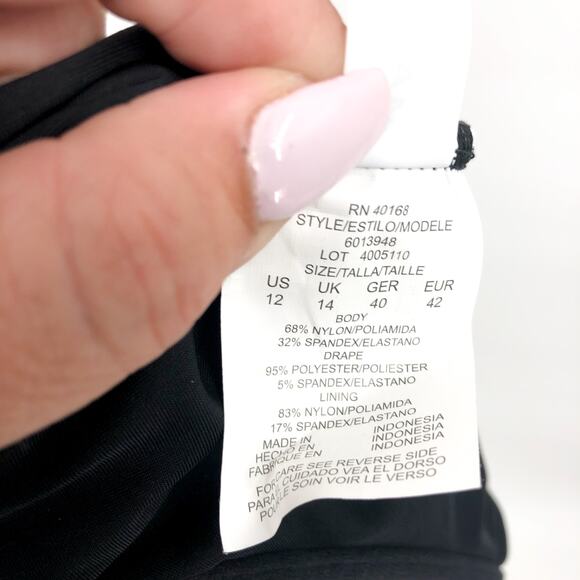 RN 40168
STYLE/ESTILO/MODELE
6013948
LOT 4005110
SIZE/TALLA/TAILLE
US UK GER EUR
12 14 40 42
BODY
68% NYLON/POLIAMIDA
32% SPANDEX/ELASTANO
DRAPE
95% POLYESTER/POLIESTER
5% SPANDEX/ELASTANO
LINING
83% NYLON/POLIAMIDA
17% SPANDEX/ELASTANO
MADE IN INDONESIA
HECHO EN INDONESIA
FABRIQUE EN INDONESIA
FOR CARE SEE REVERSE SIDE
PARA EL CUIDADO VEA EL DORSO
POUR LE SOIN VOIR LE VERSO